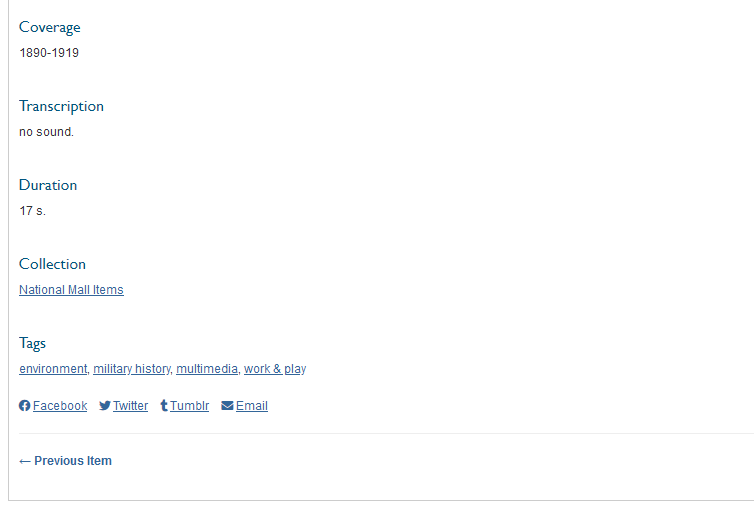 Coverage
1890-1919
Transcription
no sound.
Duration
17 s.
Collection
National Mall Items
Tags
environment, military history, multimedia, work & play
Facebook Twitter Tumblr Email
← Previous Item